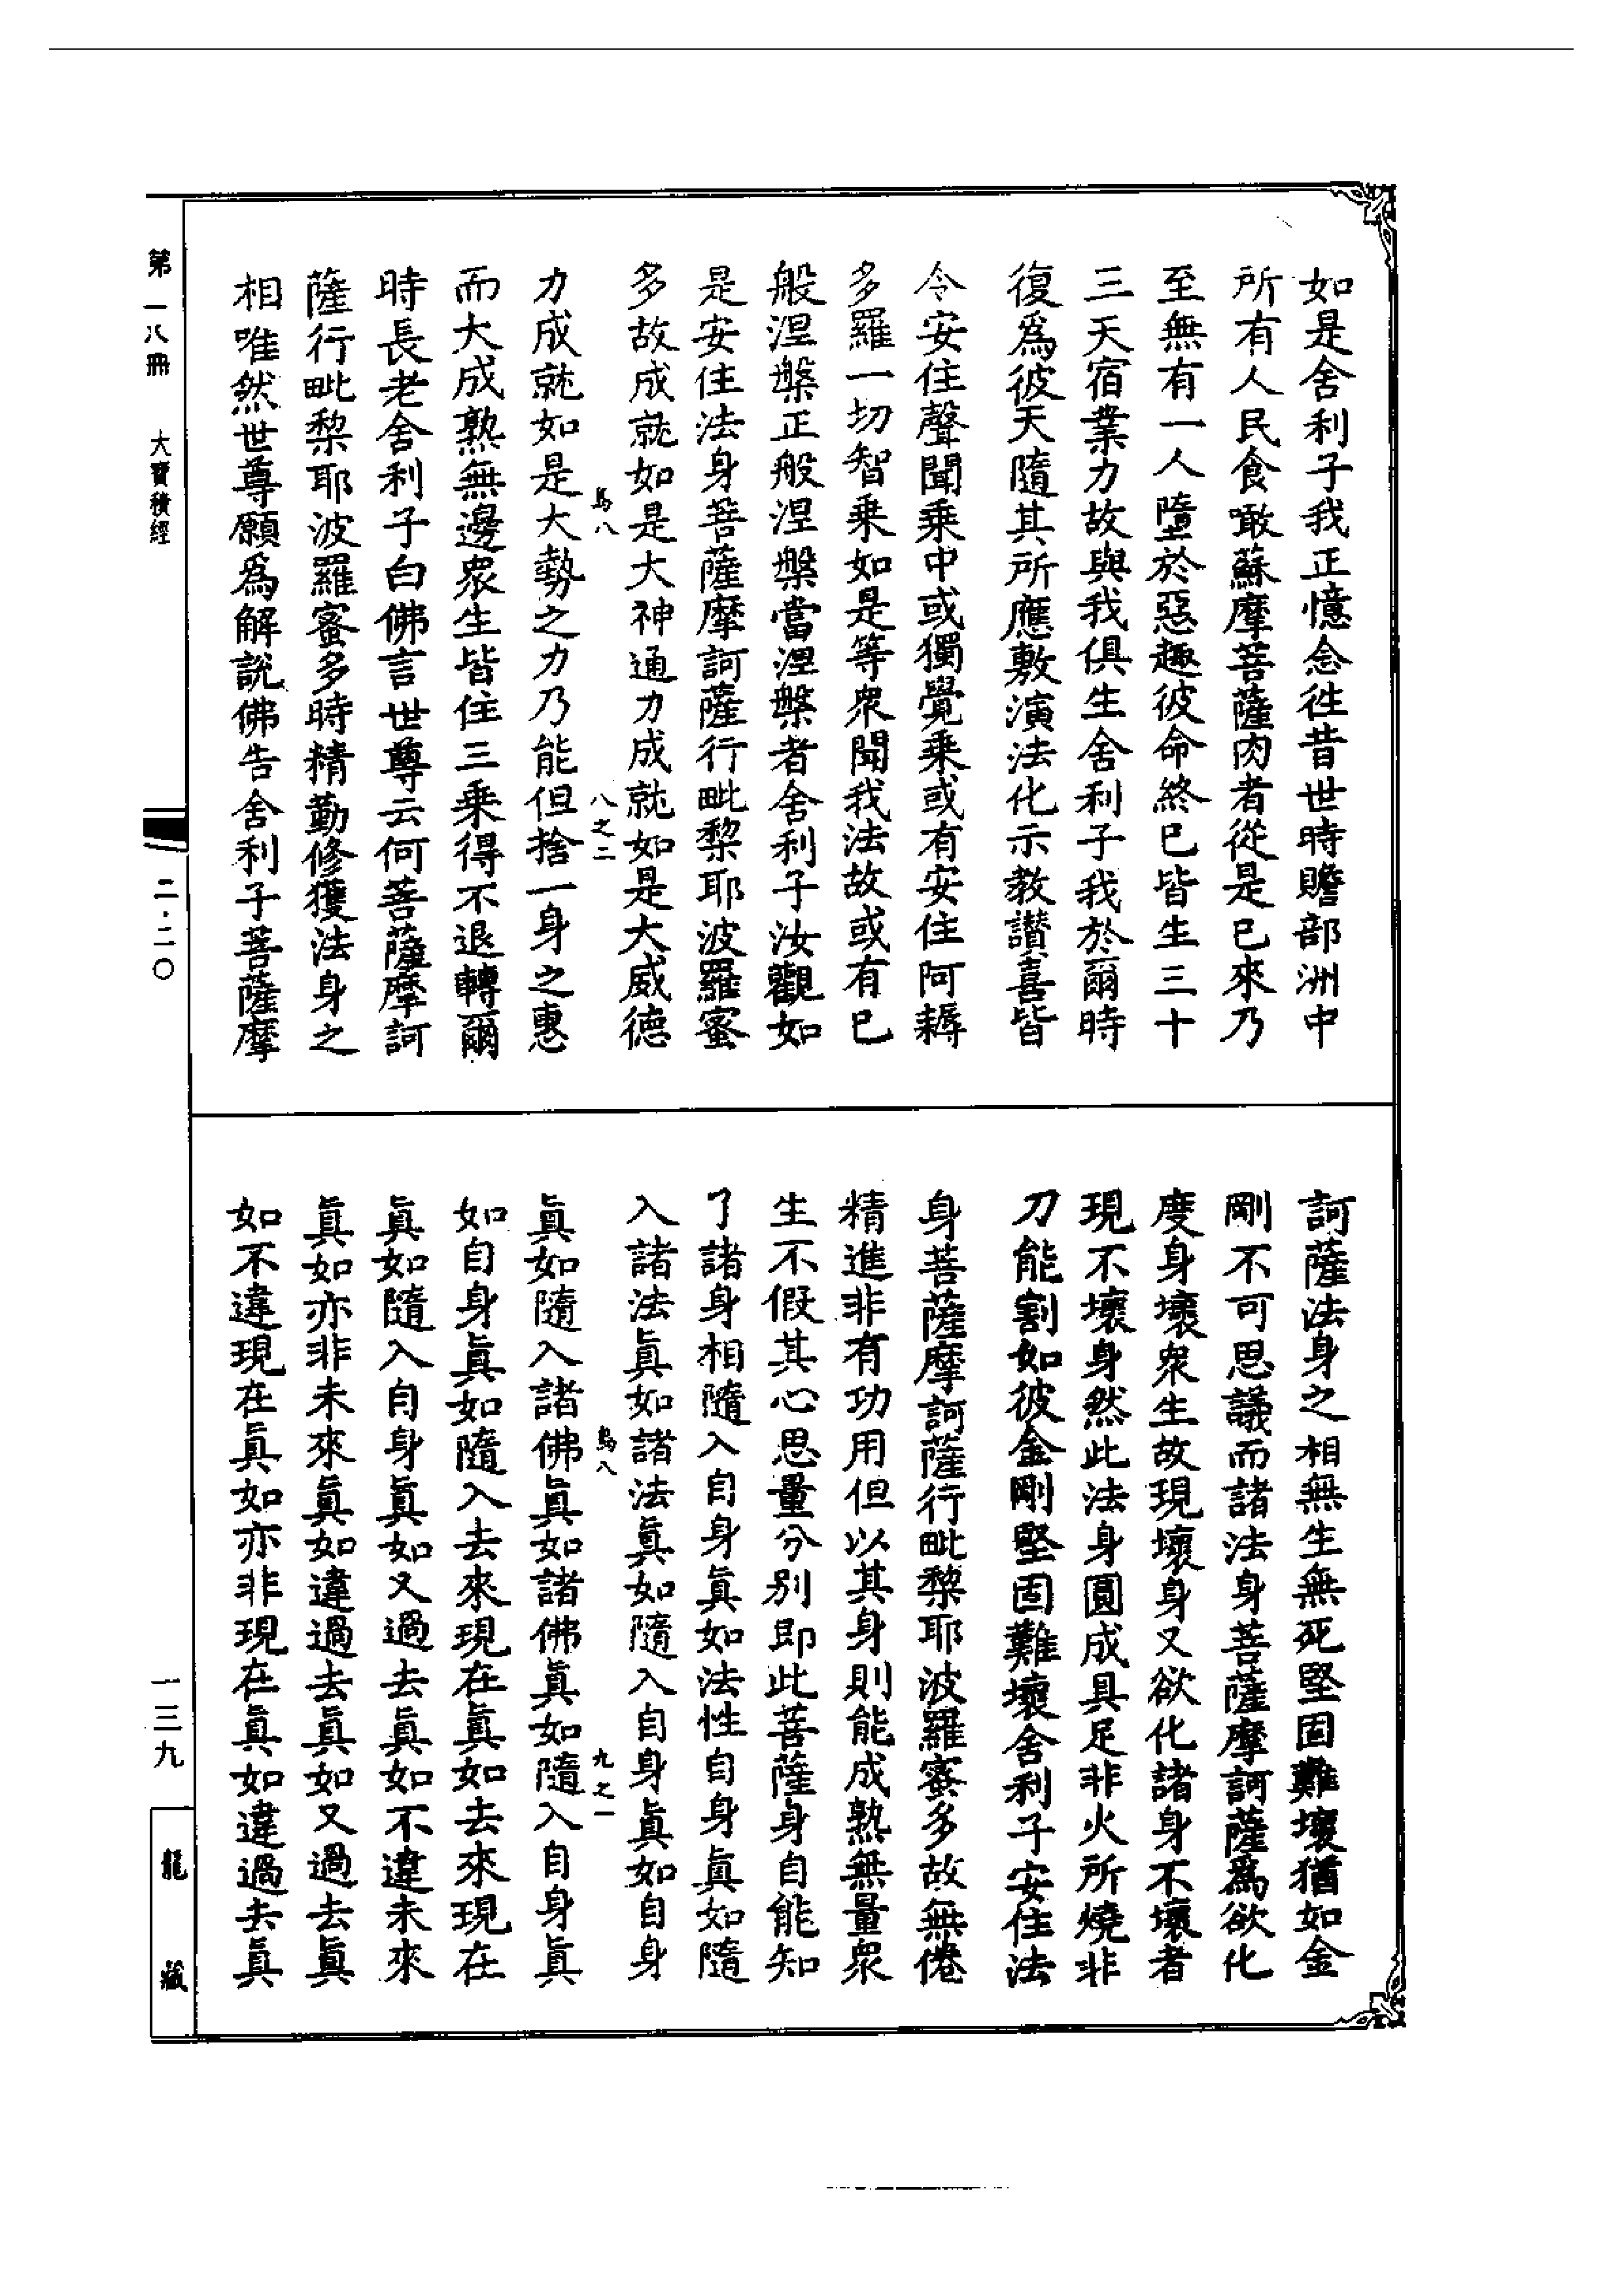 如是舍利子我正憶念徃昔世時贍部洲中
所有人民食噉蘇摩菩薩肉者從是已來乃
至無有一人墮於惡趣彼命終已皆生三十
三天宿業力故與我俱生舍利子我於爾時
復爲彼天隨其所應敷演法化示教讃喜皆
令安住聲聞乗中或獨覺乗或有安住阿耨
多羅一切智乗如是等衆聞我法故或有已
般涅槃正般涅槃當涅槃者舍利子汝觀如
是安住法身菩薩摩訶薩行毗棃耶波羅蜜
多故成就如是大神通力成就如是大威德
鳥八 八之二
力成就如是大勢之力乃能但捨一身之惠
而大成熟無邊衆生皆住三乗得不退轉爾
時長老舍利子白佛言世尊云何菩薩摩訶
薩行毗棃耶波羅蜜多時精勤修獲法身之
相唯然世尊願爲解說佛告舍利子菩薩摩
訶薩法身之相無生無死堅固難壞猶如金
剛不可思議而諸法身菩薩摩訶薩爲欲化
度身壞衆生故現壞身又欲化諸身不壞者
現不壞身然此法身圓成具足非火所燒非
刀能割如彼金剛堅固難壞舍利子安住法
身菩薩摩訶薩行毗棃耶波羅蜜多故無倦
精進非有功用但以其身則能成熟無量衆
生不假其心思量分別即此菩薩身自能知
了諸身相隨入自身眞如法性自身眞如隨
入諸法眞如諸法眞如隨入自身眞如自身
鳥八 九之一
眞如隨入諸佛眞如諸佛眞如隨入自身眞
如自身眞如隨入去來現在眞如去來現在
眞如隨入自身眞如又過去眞如不違未來
眞如亦非未來眞如違過去眞如又過去眞
如不違現在眞如亦非現在眞如違過去眞
第一八冊 大寶積經 二·二〇 一三九 龍藏